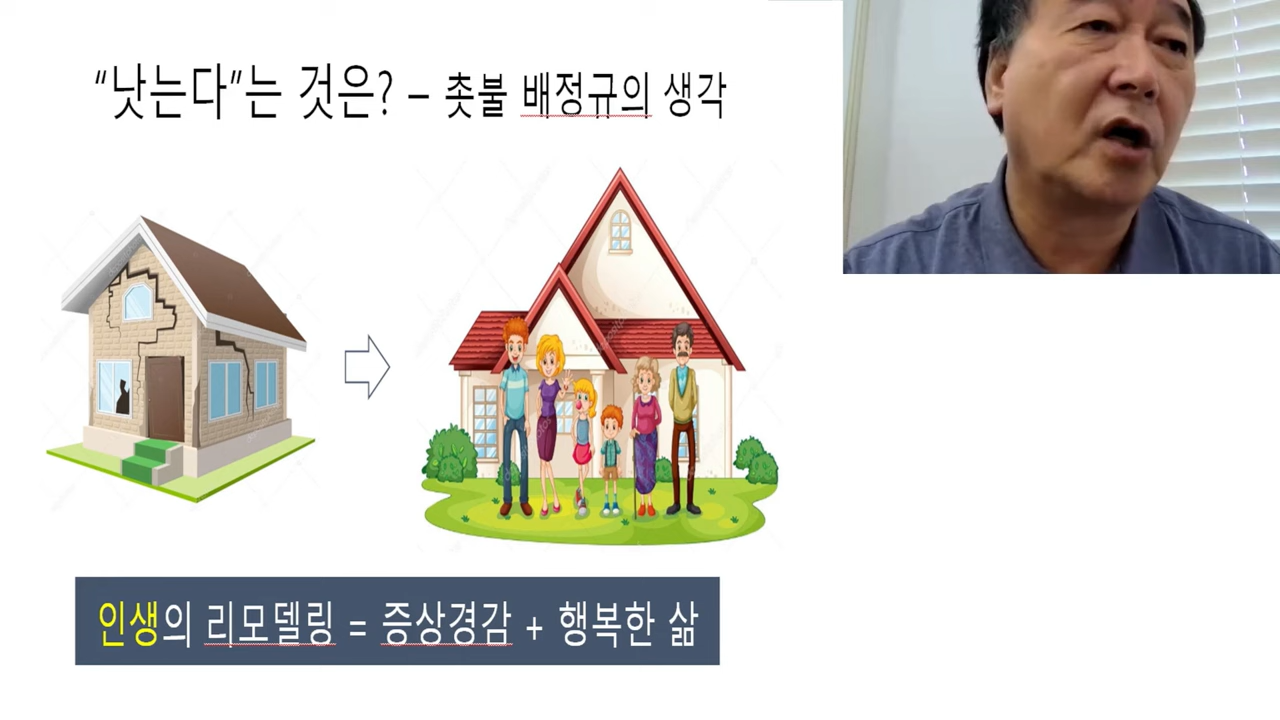 “낫는다”는 것은? – 촛불 배정규의 생각
인생의 리모델링 = 증상경감 + 행복한 삶